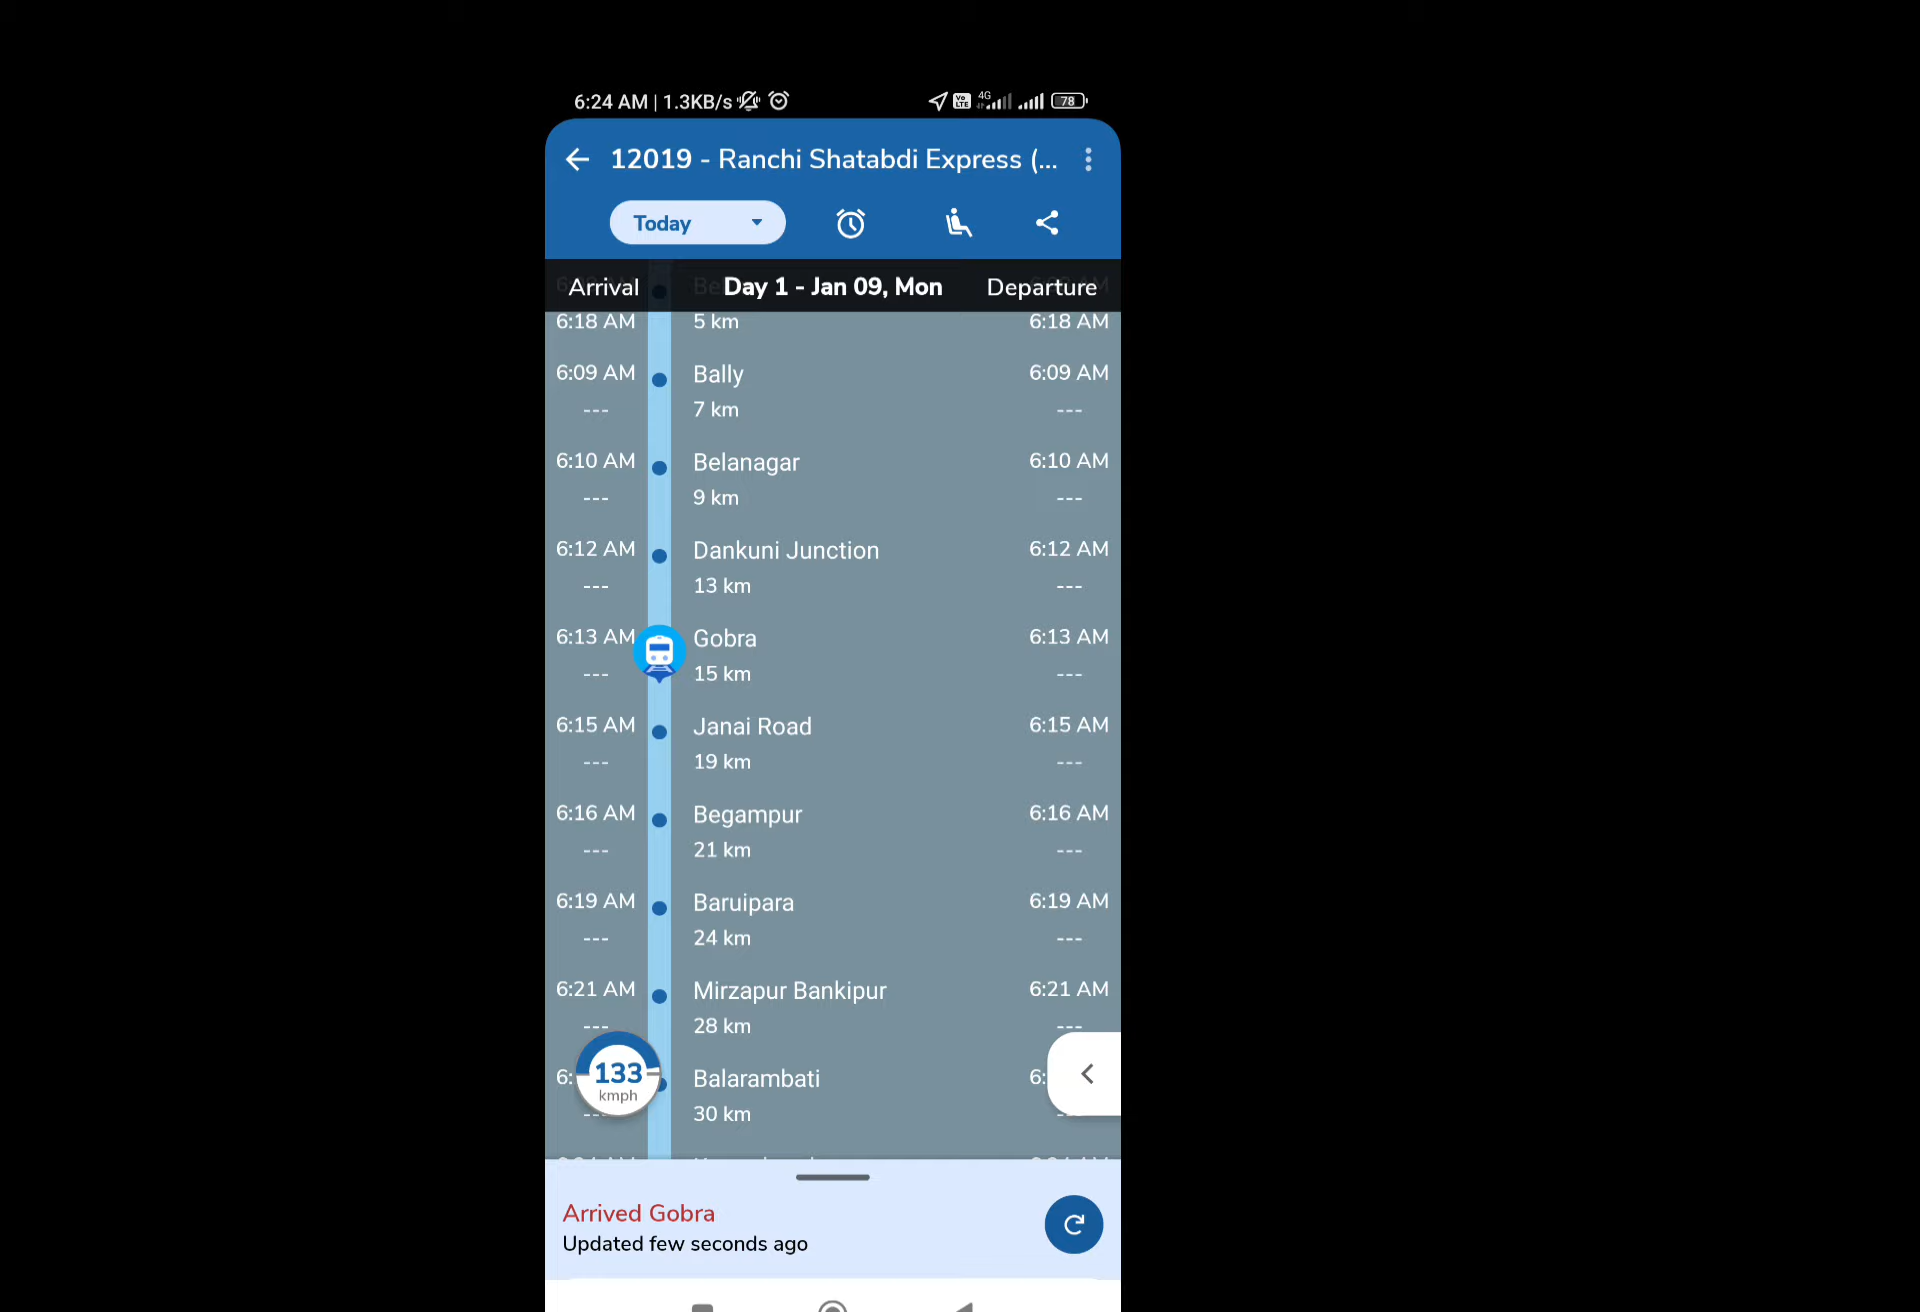 6:24 AM | 1.3KB/s 4G 78
12019 - Ranchi Shatabdi Express (...
Today
Arrival Day 1 - Jan 09, Mon Departure
6:18 AM 5 km 6:18 AM
6:09 AM Bally 6:09 AM
--- 7 km ---
6:10 AM Belanagar 6:10 AM
--- 9 km ---
6:12 AM Dankuni Junction 6:12 AM
--- 13 km ---
6:13 AM Gobra 6:13 AM
--- 15 km ---
6:15 AM Janai Road 6:15 AM
--- 19 km ---
6:16 AM Begampur 6:16 AM
--- 21 km ---
6:19 AM Baruipara 6:19 AM
--- 24 km ---
6:21 AM Mirzapur Bankipur 6:21 AM
--- 28 km ---
6: 133 Balarambati 6:
kmph
--- 30 km ---
Arrived Gobra
Updated few seconds ago